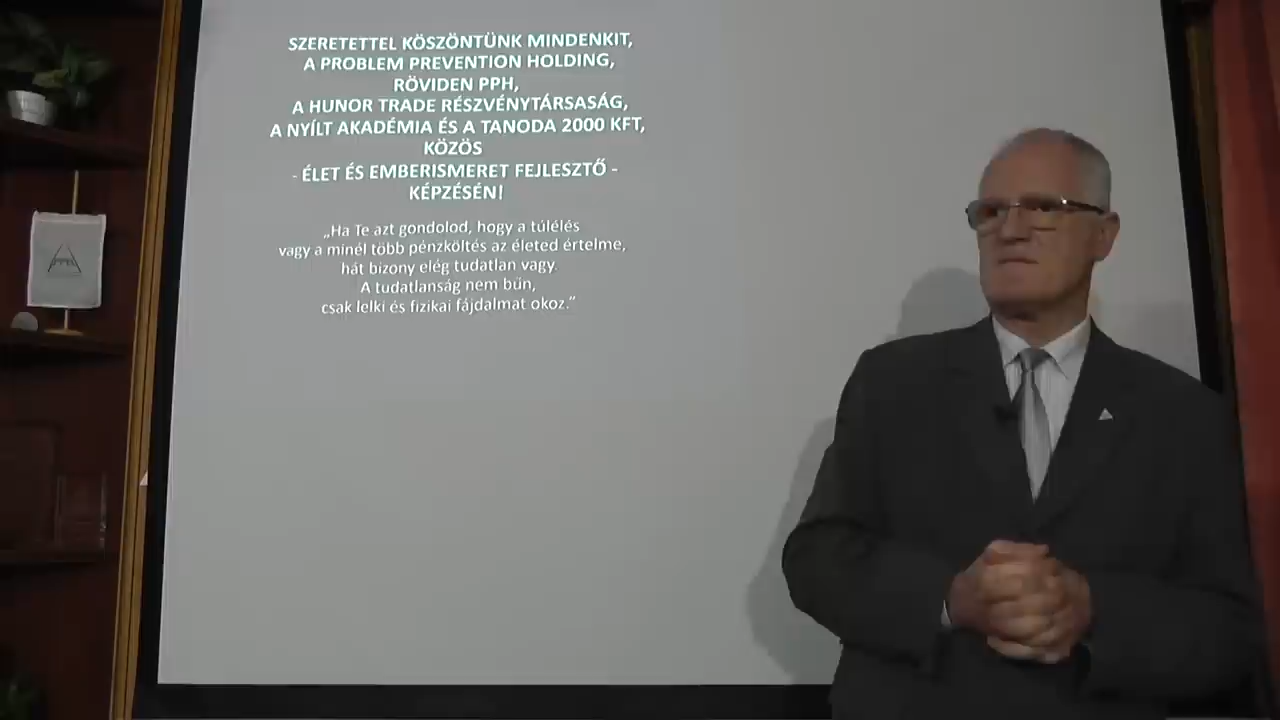 SZERETETTEL KÖSZÖNTÜNK MINDENKIT,
A PROBLEM PREVENTION HOLDING,
RÖVIDEN PPH,
A HUNOR TRADE RÉSZVÉNYTÁRSASÁG,
A NYÍLT AKADÉMIA ÉS A TANODA 2000 KFT,
KÖZÖS
- ÉLET ÉS EMBERISMERET FEJLESZTŐ -
KÉPZÉSÉN!
„Ha Te azt gondolod, hogy a túlélés
vagy a minél több pénzköltés az életed értelme,
hát bizony elég tudatlan vagy.
A tudatlanság nem bűn,
csak lelki és fizikai fájdalmat okoz.”